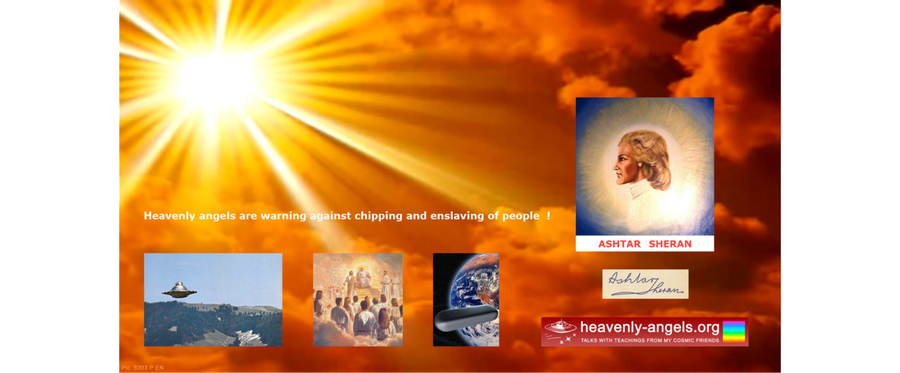 Heavenly angels are warning against chipping and enslaving of people  !
ASHTAR  SHERAN
Ashtar
Sheran.
heavenly-angels.org
TALKS WITH TEACHINGS FROM MY COSMIC FRIENDS